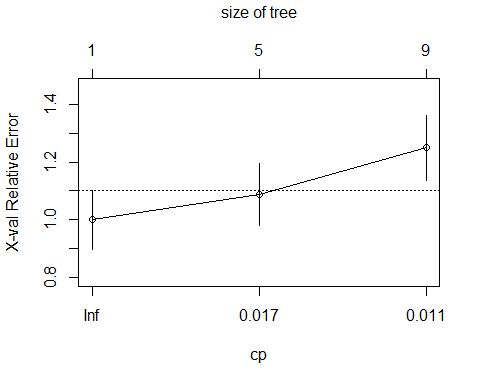 size of tree
1 5 9
X-val Relative Error
1.4
1.2
1.0
0.8
Inf 0.017 0.011
cp